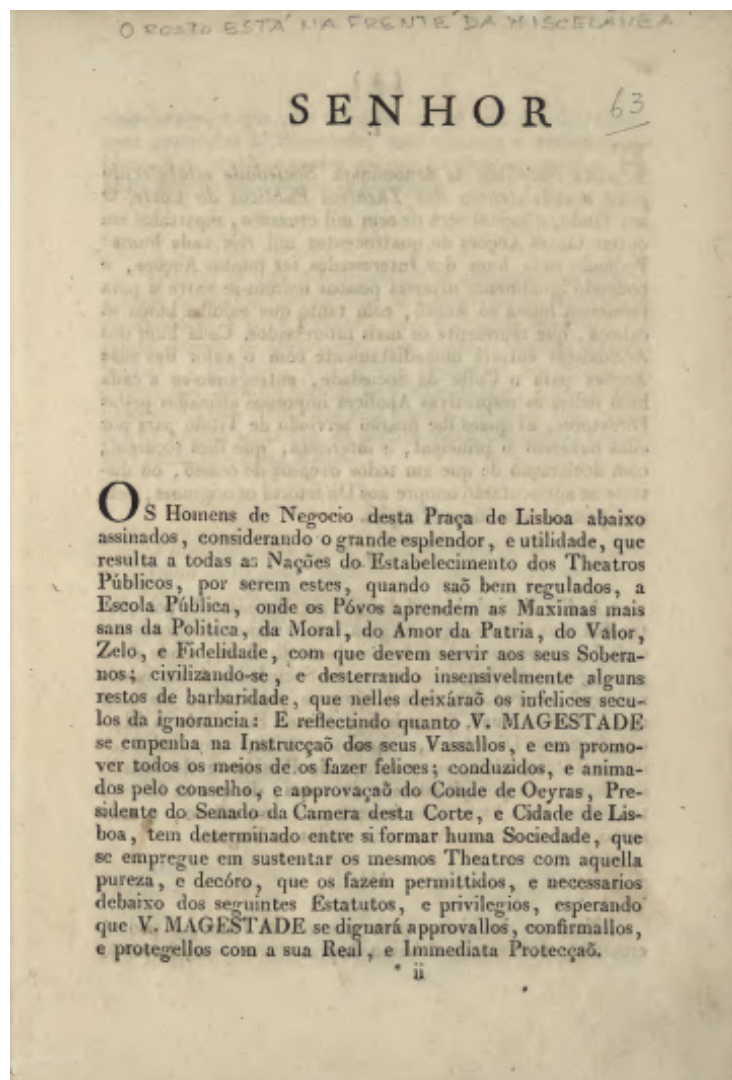 O ROSTO ESTÁ NA FRENTE DA MISCELÂNEA
SENHOR
63
OS Homens de Negocio desta Praça de Lisboa abaixo
assinados, considerando o grande esplendor, e utilidade, que
resulta a todas as Nações do Estabelecimento dos Theatros
Públicos, por serem estes, quando saõ bem regulados, a
Escola Pública, onde os Póvos aprendem as Maximas mais
sans da Politica, da Moral, do Amor da Patria, do Valor,
Zelo, e Fidelidade, com que devem servir aos seus Sobera-
nos; civilizando-se, e desterrando insensivelmente alguns
restos de barbaridade, que nelles deixáraõ os infelices secu-
los da ignorancia: E reflectindo quanto V. MAGESTADE
se empenha na Instrucçaõ dos seus Vassallos, e em promo-
ver todos os meios de os fazer felices; conduzidos, e anima-
dos pelo conselho, e approvaçaõ do Conde de Oeyras, Pre-
sidente do Senado da Camera desta Corte, e Cidade de Lis-
boa, tem determinado entre si formar huma Sociedade, que
se empregue em sustentar os mesmos Theatros com aquella
pureza, e decóro, que os fazem permittidos, e necessarios
debaixo dos seguintes Estatutos, e privilegios, esperando
que V. MAGESTADE se dignará approvallos, confirmallos,
e protegellos com a sua Real, e Immediata Protecçaõ.
* ii